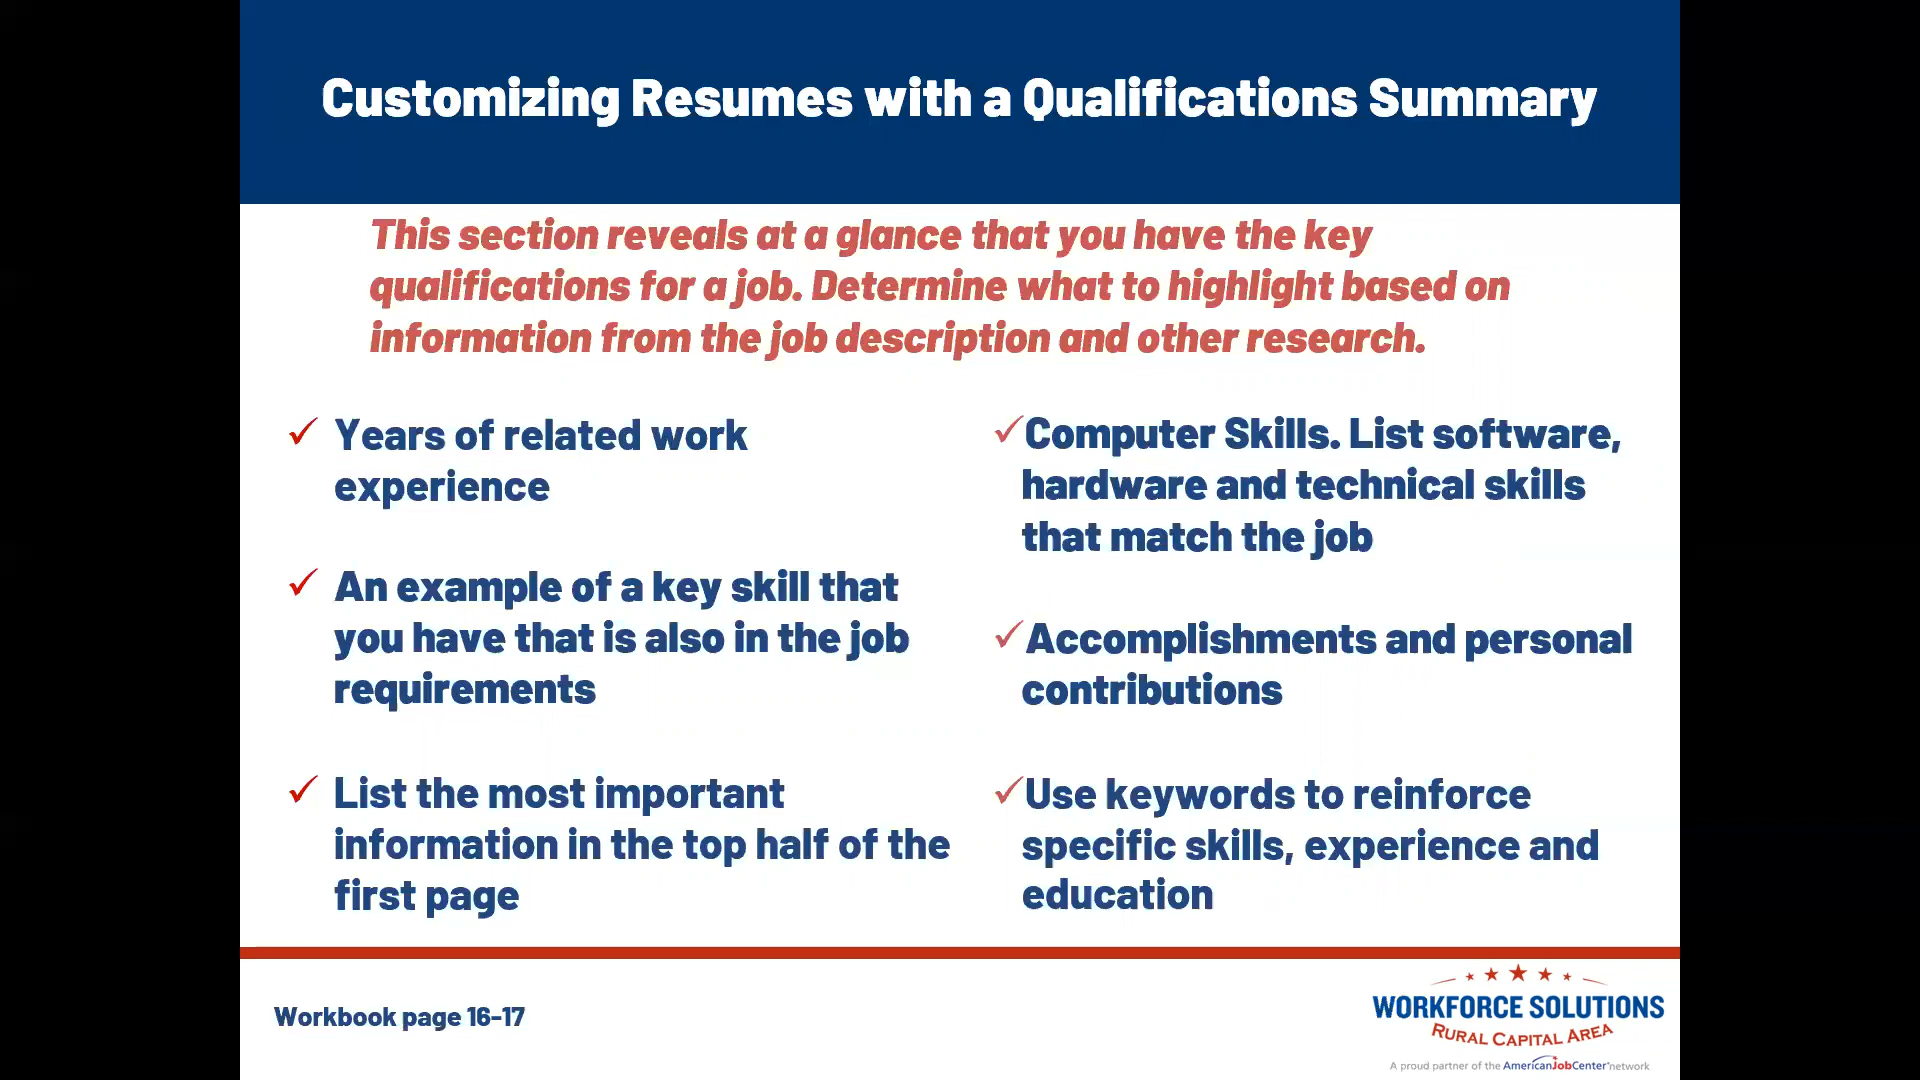 Customizing Resumes with a Qualifications Summary
This section reveals at a glance that you have the key
qualifications for a job. Determine what to highlight based on
information from the job description and other research.
Years of related work
experience
An example of a key skill that
you have that is also in the job
requirements
List the most important
information in the top half of the
first page
Computer Skills. List software,
hardware and technical skills
that match the job
Accomplishments and personal
contributions
Use keywords to reinforce
specific skills, experience and
education
Workbook page 16-17
WORKFORCE SOLUTIONS
RURAL CAPITAL AREA
A proud partner of the AmericanJobCenter network